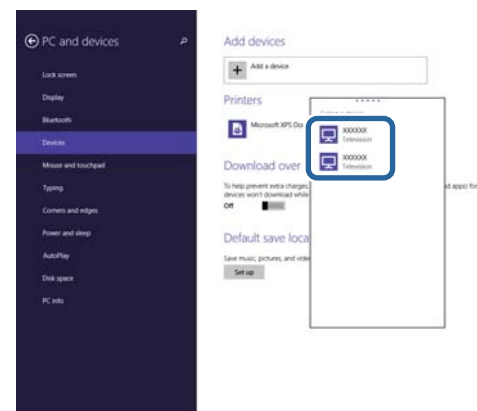 PC and devices
Lock screen
Display
Bluetooth
Devices
Mouse and touchpad
Typing
Corners and edges
Power and sleep
AutoPlay
Disk space
PC info
Add devices
Add a device
Printers
Microsoft XPS Doc
Download over
To help prevent extra charges,
d apps) for
devices won't download while
Off
Default save loca
Save music, pictures, and vide
Set up
XXXXXX
Television
XXXXXX
Television